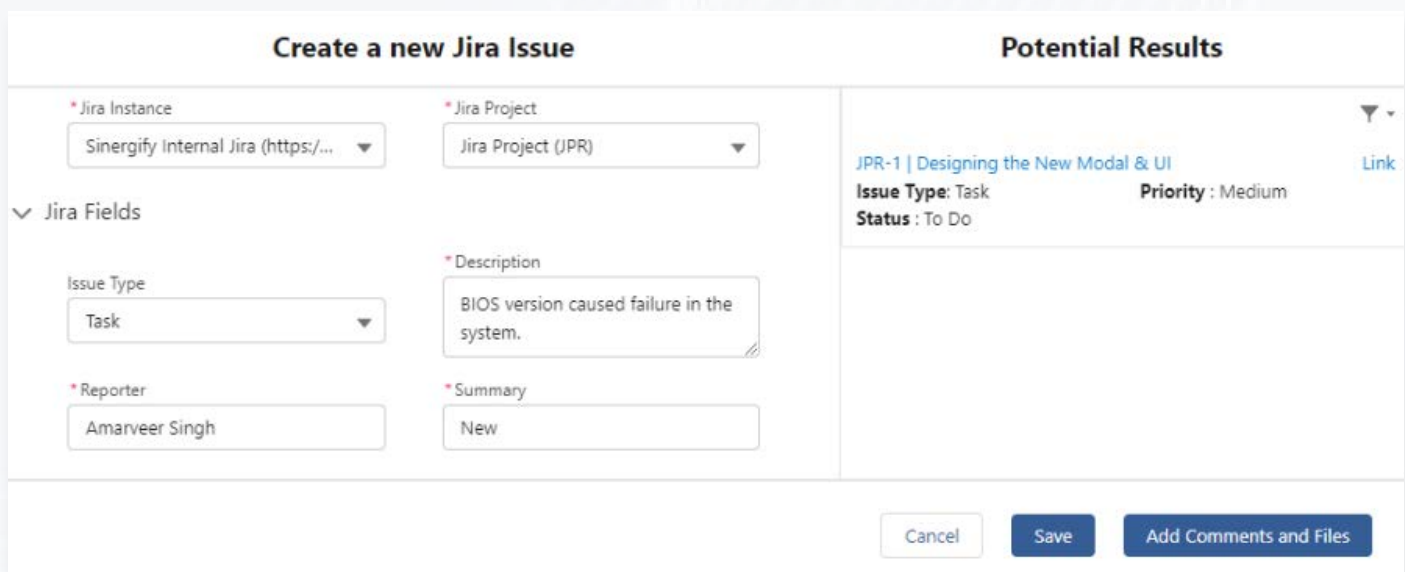 Create a new Jira Issue
Potential Results
* Jira Instance
* Jira Project
Sinergify Internal Jira (https:/...
Jira Project (JPR)
JPR-1 | Designing the New Modal & UI
Link
Issue Type: Task
Priority : Medium
Status : To Do
Jira Fields
Issue Type
* Description
Task
BIOS version caused failure in the
system.
* Reporter
* Summary
Amarveer Singh
New
Cancel
Save
Add Comments and Files